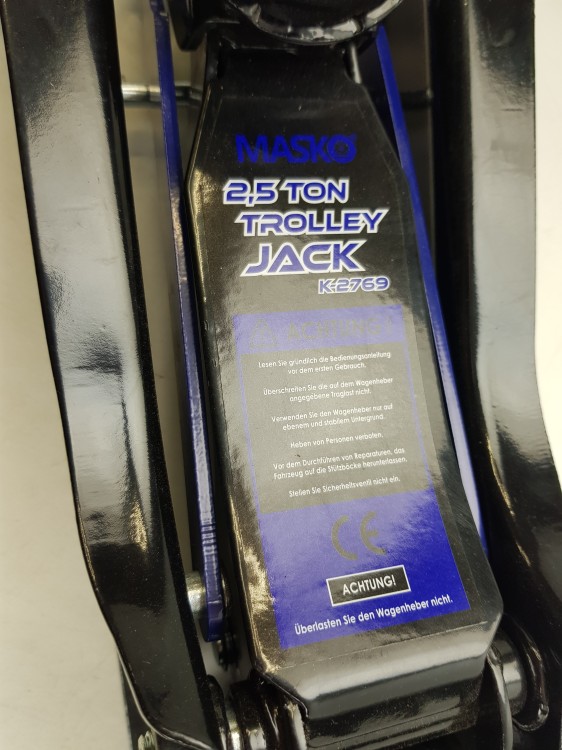 MASKO
2,5 TON
TROLLEY
JACK
K-2769
ACHTUNG!
Lesen Sie gründlich die Bedienungsanleitung
vor dem ersten Gebrauch.
Überschreiten Sie die auf dem Wagenheber
angegebene Traglast nicht.
Verwenden Sie den Wagenheber nur auf
ebenem und stabilem Untergrund.
Heben von Personen verboten.
Vor dem Durchführen von Reparaturen, das
Fahrzeug auf die Stützböcke herunterlassen.
Stellen Sie Sicherheitsventil nicht ein.
CE
ACHTUNG!
Überlasten Sie den Wagenheber nicht.